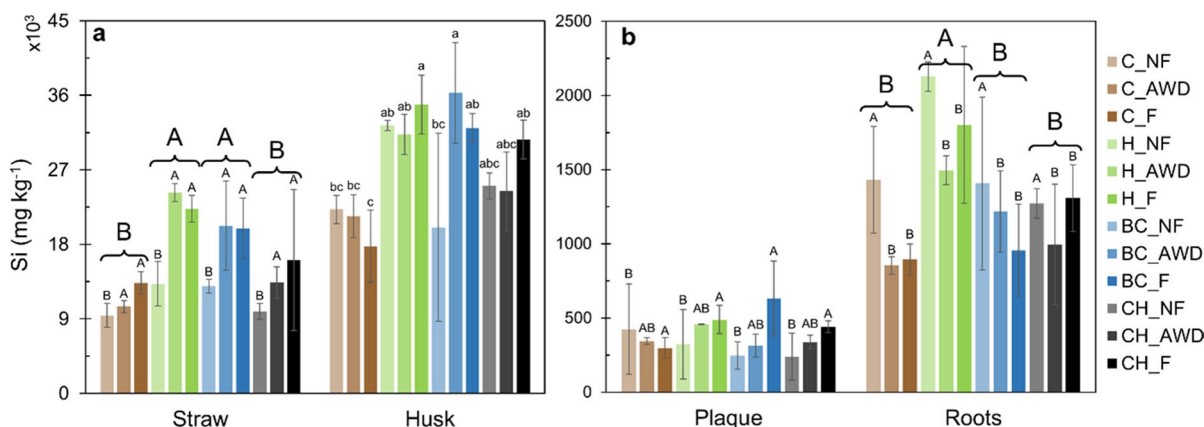 Si (mg kg⁻¹)
x10³
45
36
27
18
9
0
a
B A A B
B A A B A A B A A B A A
bc bc c ab ab a bc a ab abc abc ab
Straw Husk
2500
2000
1500
1000
500
0
b
B AB A B AB A B AB A B AB A
B A B B
A B B A B B A B B A B B
Plaque Roots
C_NF
C_AWD
C_F
H_NF
H_AWD
H_F
BC_NF
BC_AWD
BC_F
CH_NF
CH_AWD
CH_F